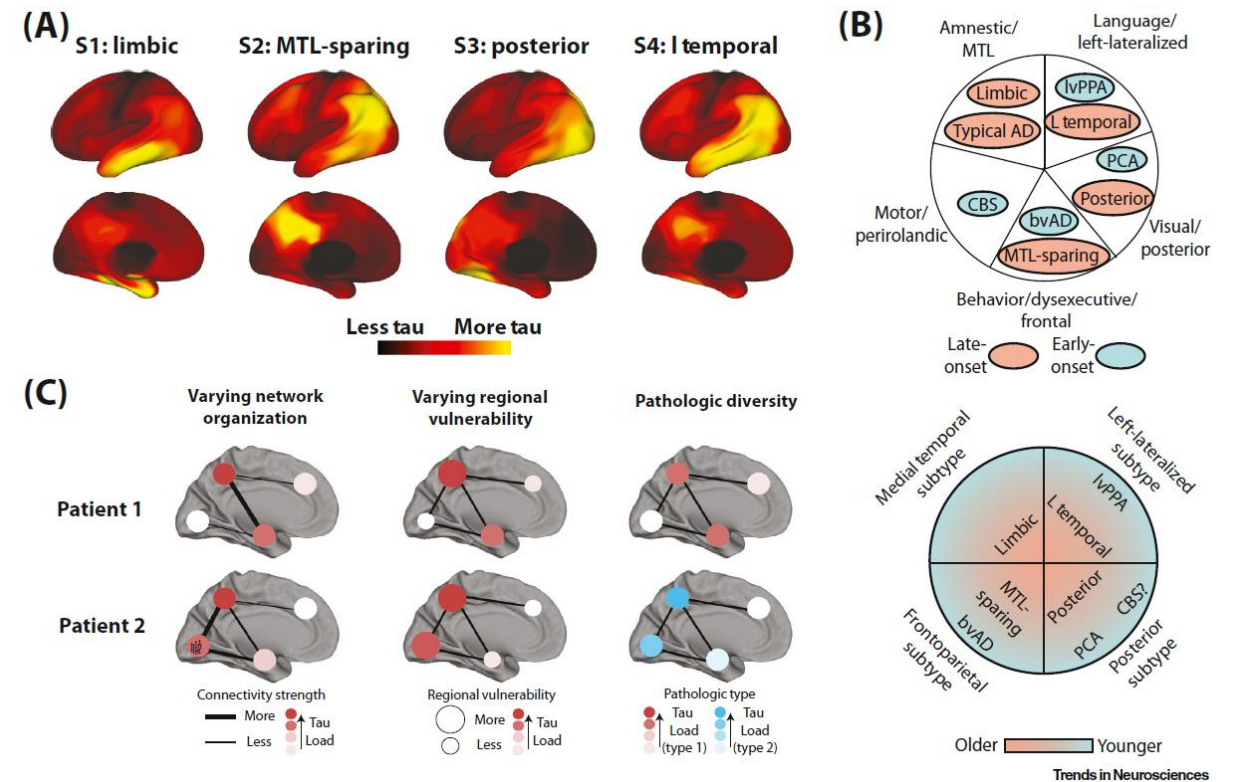 (A)
S1: limbic
S2: MTL-sparing
S3: posterior
S4: l temporal
Less tau
More tau
(B)
Amnestic/
MTL
Language/
left-lateralized
Limbic
Typical AD
lvPPA
L temporal
PCA
Posterior
CBS
bvAD
MTL-sparing
Motor/
perirolandic
Visual/
posterior
Behavior/dysexecutive/
frontal
Late-
onset
Early-
onset
Medial temporal
subtype
Left-lateralized
subtype
Limbic
L temporal
lvPPA
MTL-
sparing
bvAD
Posterior
PCA
CBS?
Frontoparietal
subtype
Posterior
subtype
Older
Younger
(C)
Varying network
organization
Varying regional
vulnerability
Pathologic diversity
Patient 1
Patient 2
Connectivity strength
More
Less
Tau
Load
Regional vulnerability
More
Less
Tau
Load
Pathologic type
Tau
Load
(type 1)
Tau
Load
(type 2)
Trends in Neurosciences